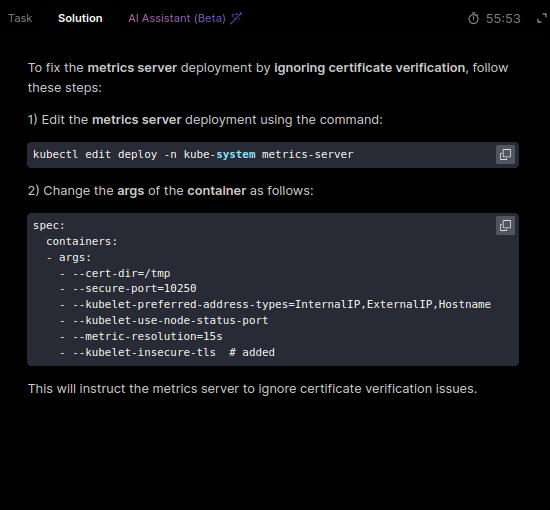 Task Solution AI Assistant (Beta) 55:53
To fix the metrics server deployment by ignoring certificate verification, follow
these steps:
1) Edit the metrics server deployment using the command:
kubectl edit deploy -n kube-system metrics-server
2) Change the args of the container as follows:
spec:
  containers:
  - args:
    - --cert-dir=/tmp
    - --secure-port=10250
    - --kubelet-preferred-address-types=InternalIP,ExternalIP,Hostname
    - --kubelet-use-node-status-port
    - --metric-resolution=15s
    - --kubelet-insecure-tls  # added
This will instruct the metrics server to ignore certificate verification issues.